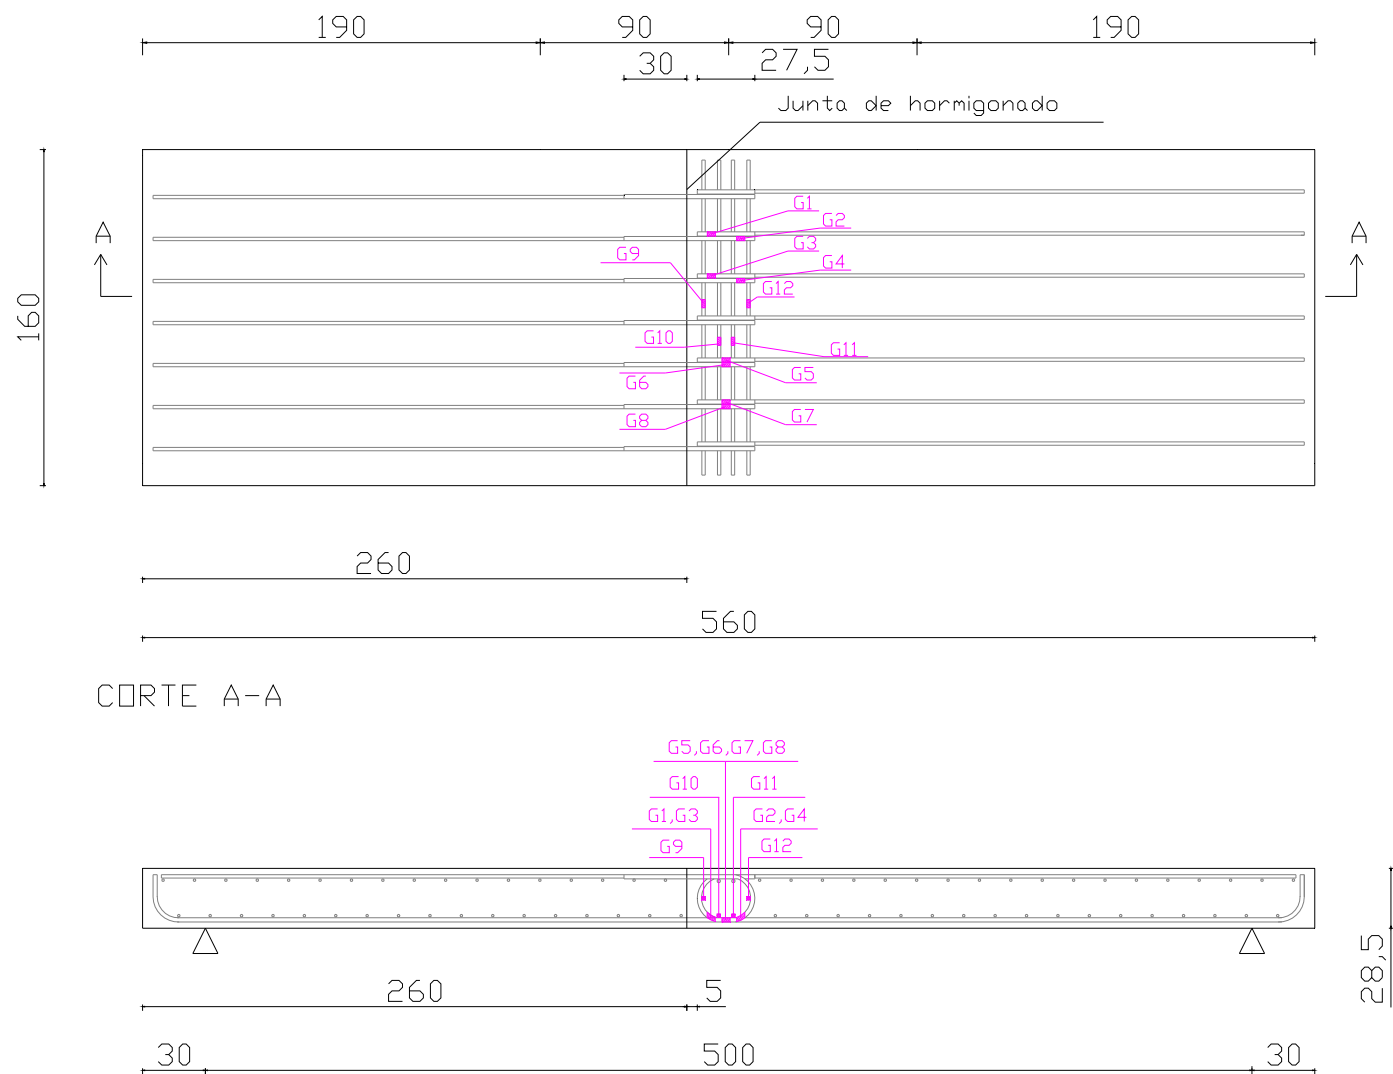 190 90 90 190
30 27,5
Junta de hormigonado
A A
160
G1
G2
G3
G9 G4
G12
G10 G11
G6 G5
G8 G7
260
560
CORTE A-A
G5,G6,G7,G8
G10 G11
G1,G3 G2,G4
G9 G12
28,5
260 5
30 500 30